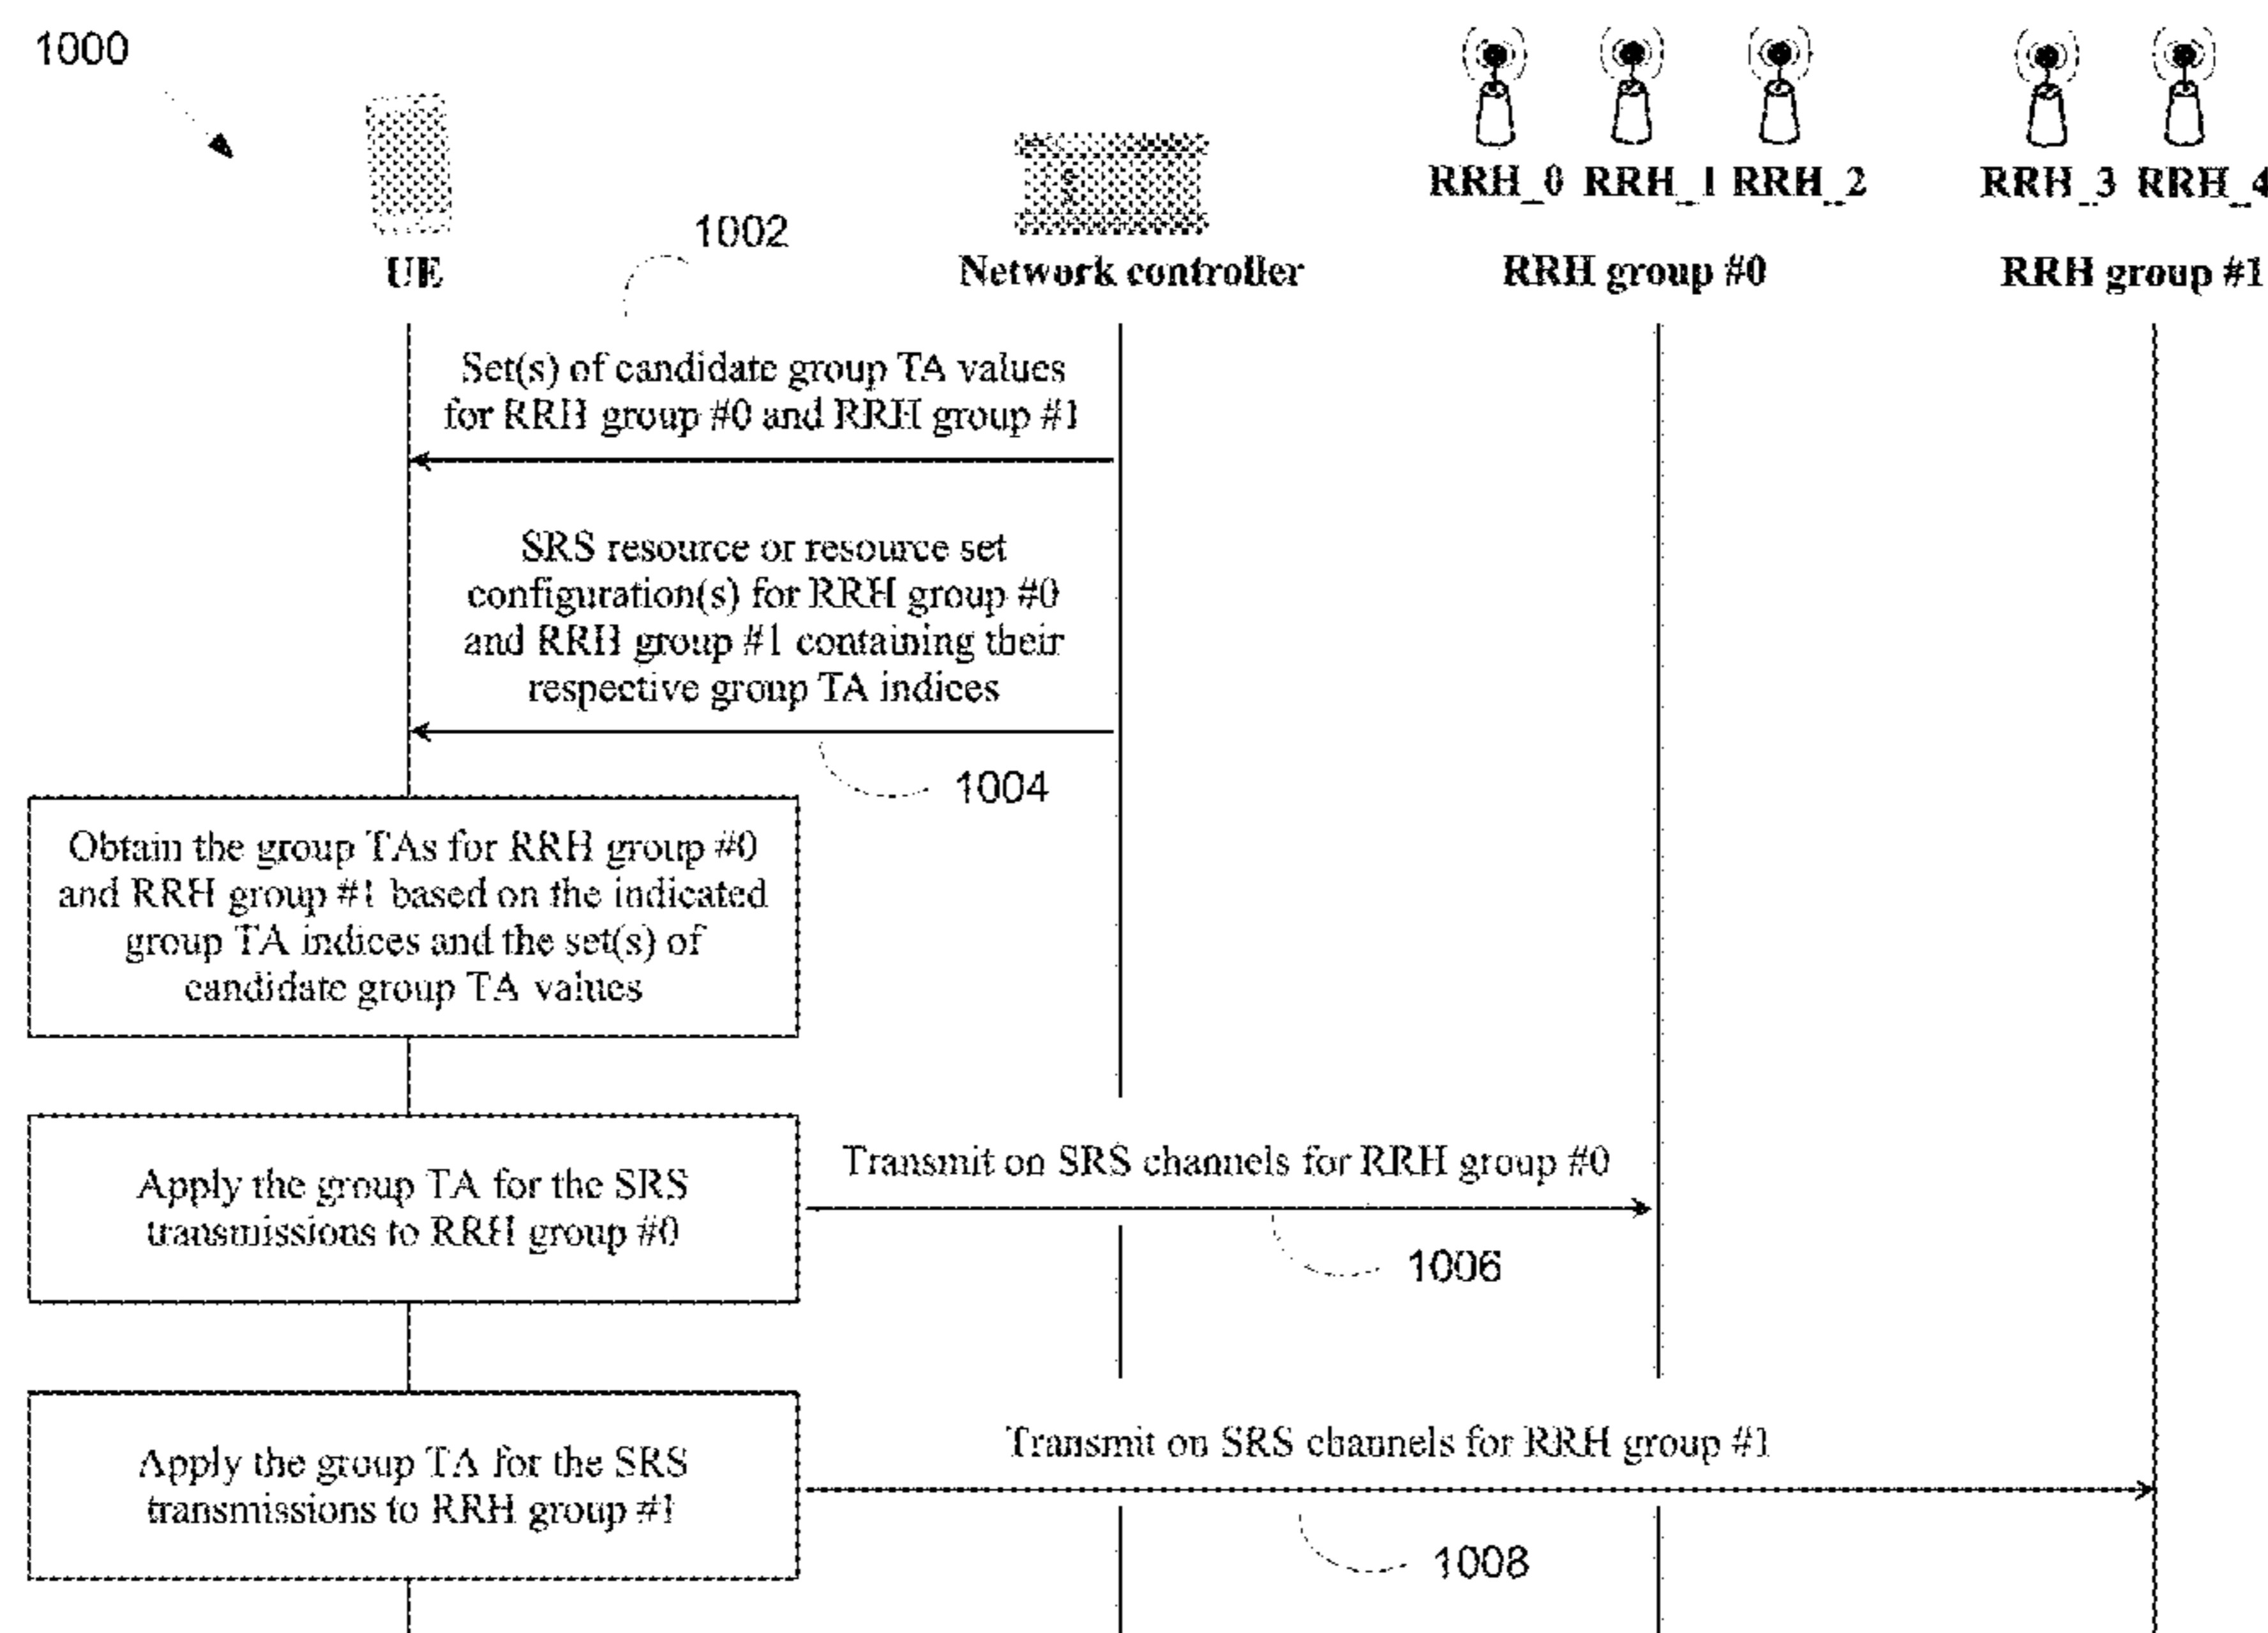 1000
RRH_0 RRH_1 RRH_2 RRH_3 RRH_4
1002
UE Network controller RRH group #0 RRH group #1
Set(s) of candidate group TA values
for RRH group #0 and RRH group #1
SRS resource or resource set
configuration(s) for RRH group #0
and RRH group #1 containing their
respective group TA indices
1004
Obtain the group TAs for RRH group #0
and RRH group #1 based on the indicated
group TA indices and the set(s) of
candidate group TA values
Apply the group TA for the SRS
transmissions to RRH group #0
Transmit on SRS channels for RRH group #0
1006
Apply the group TA for the SRS
transmissions to RRH group #1
Transmit on SRS channels for RRH group #1
1008